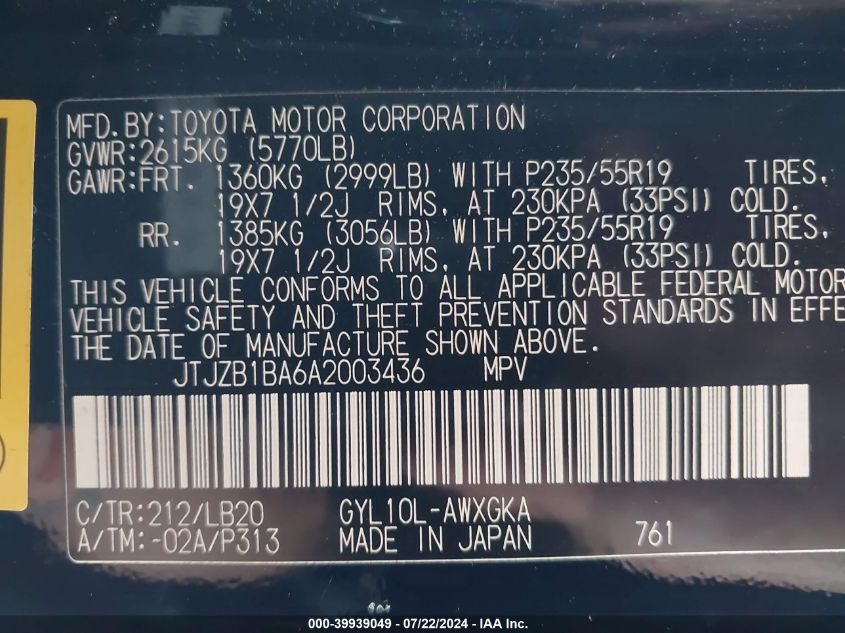 MFD.BY:TOYOTA MOTOR CORPORATION
GVWR:2615KG (5770LB)
GAWR:FRT. 1360KG (2999LB) WITH P235/55R19 TIRES,
19X7 1/2J RIMS, AT 230KPA (33PSI) COLD.
RR. 1385KG (3056LB) WITH P235/55R19 TIRES,
19X7 1/2J RIMS, AT 230KPA (33PSI) COLD.
THIS VEHICLE CONFORMS TO ALL APPLICABLE FEDERAL MOTOR
VEHICLE SAFETY AND THEFT PREVENTION STANDARDS IN EFFE
THE DATE OF MANUFACTURE SHOWN ABOVE.
JTJZB1BA6A2003436 MPV
C/TR:212/LB20 GYL10L-AWXGKA
A/TM:-02A/P313 MADE IN JAPAN 761
000-39939049 - 07/22/2024 - IAA Inc.